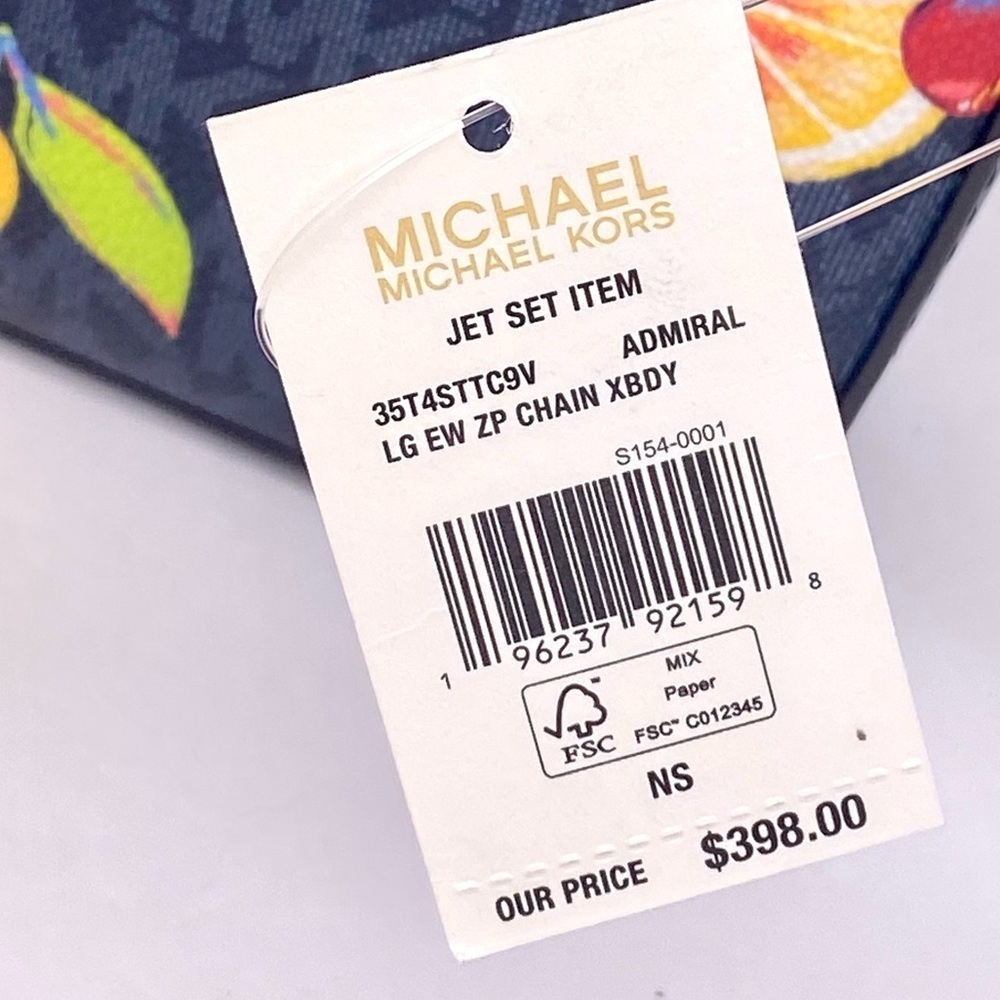 MICHAEL
MICHAEL KORS
JET SET ITEM
35T4STTC9V ADMIRAL
LG EW ZP CHAIN XBDY
S154-0001
1 96237 92159 8
MIX
Paper
FSC™ FSC™ C012345
NS
OUR PRICE $398.00